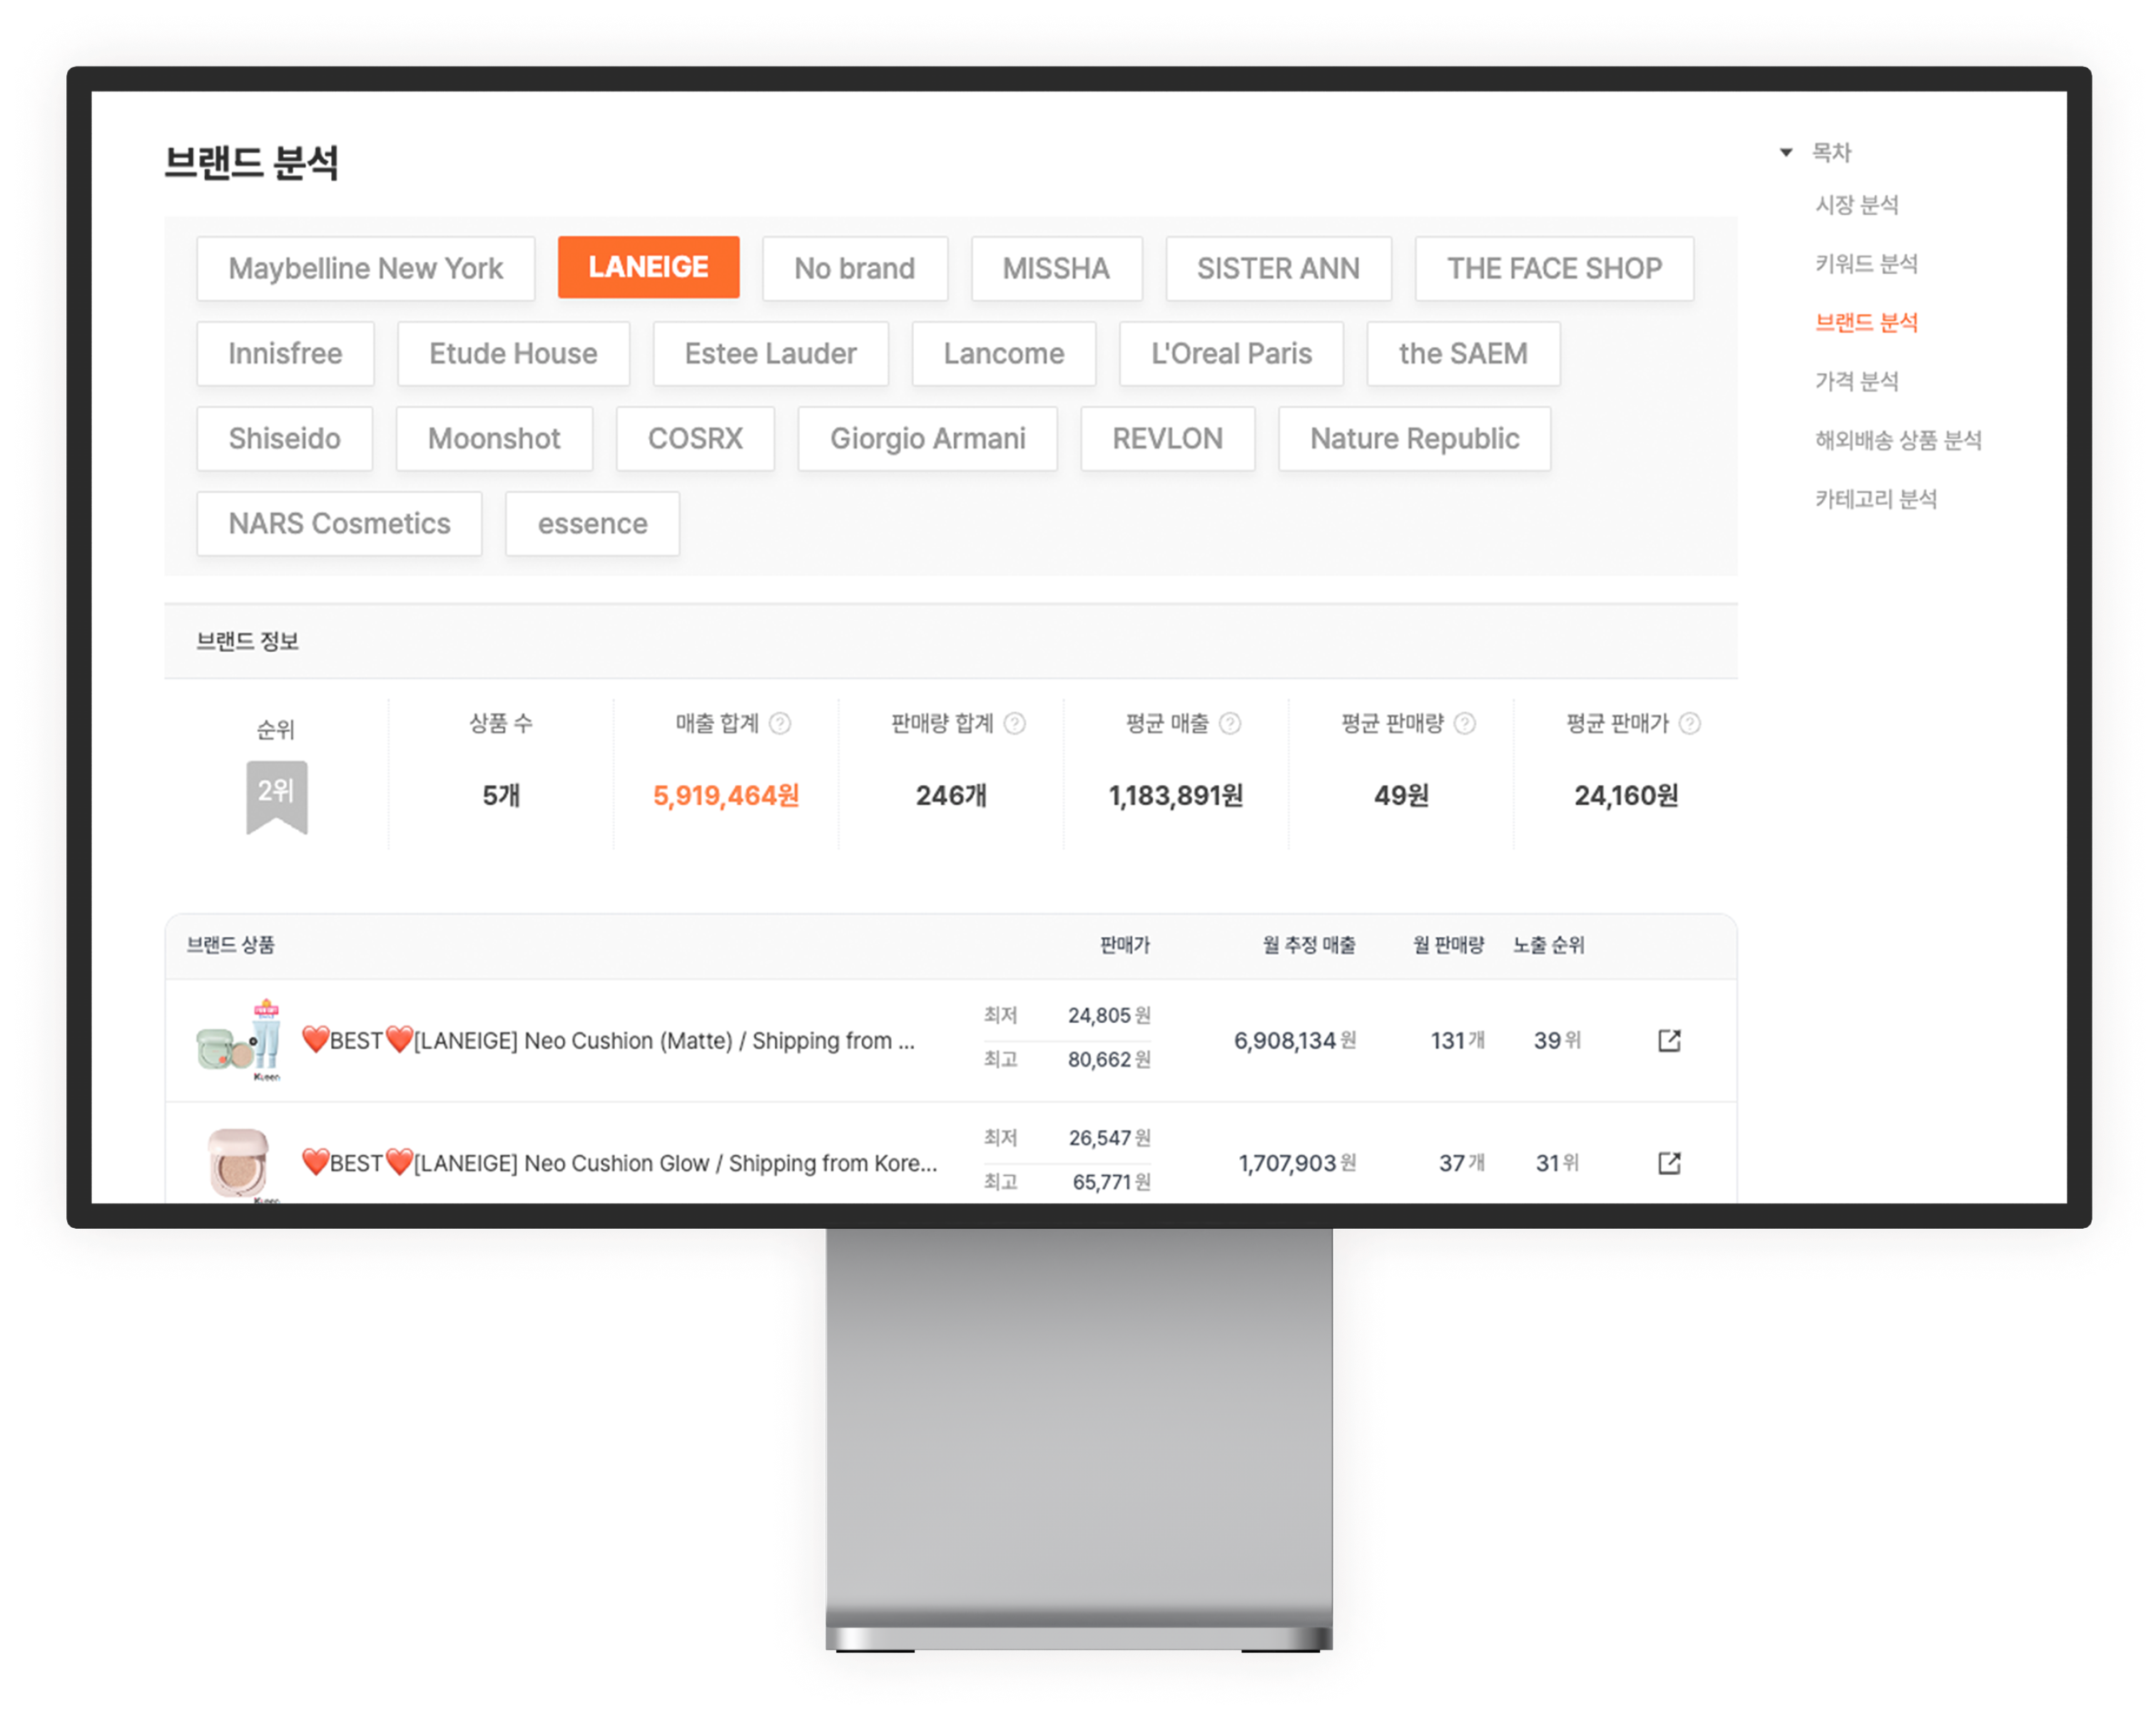 브랜드 분석
Maybelline New York LANEIGE No brand MISSHA SISTER ANN THE FACE SHOP
Innisfree Etude House Estee Lauder Lancome L'Oreal Paris the SAEM
Shiseido Moonshot COSRX Giorgio Armani REVLON Nature Republic
NARS Cosmetics essence
목차
시장 분석
키워드 분석
브랜드 분석
가격 분석
해외배송 상품 분석
카테고리 분석
브랜드 정보
순위 상품 수 매출 합계 ? 판매량 합계 ? 평균 매출 ? 평균 판매량 ? 평균 판매가 ?
2위 5개 5,919,464원 246개 1,183,891원 49원 24,160원
브랜드 상품 판매가 월 추정 매출 월 판매량 노출 순위
❤️BEST❤️[LANEIGE] Neo Cushion (Matte) / Shipping from ... 최저 24,805 원 최고 80,662 원 6,908,134 원 131 개 39 위
Kueen
❤️BEST❤️[LANEIGE] Neo Cushion Glow / Shipping from Kore... 최저 26,547 원 최고 65,771 원 1,707,903 원 37 개 31 위